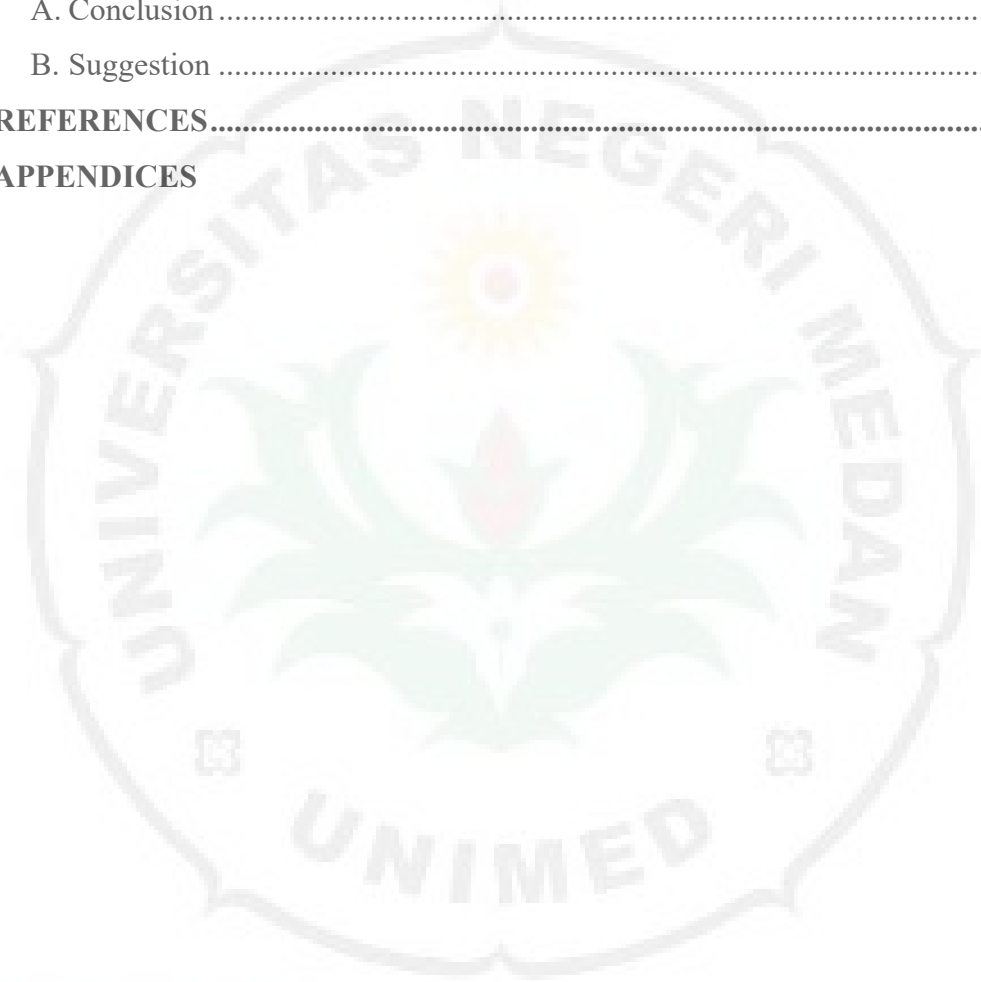 A. Conclusion ........................................................................................................
B. Suggestion ........................................................................................................
REFERENCES........................................................................................................
APPENDICES
UNIVERSITAS NEGERI MEDAN
UNIMED